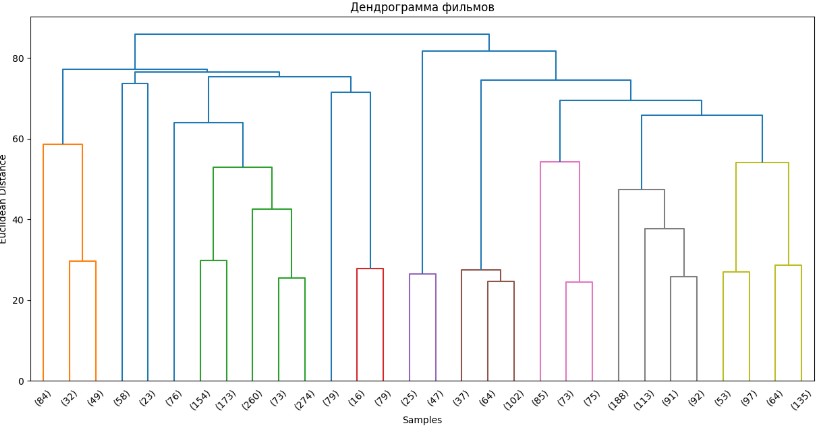 Дендрограмма фильмов
80
60
40
20
0
Euclidean Distance
(84) (32) (49) (58) (23) (76) (154) (173) (260) (73) (274) (79) (16) (79) (25) (47) (37) (64) (102) (85) (73) (75) (188) (113) (91) (92) (53) (97) (64) (135)
Samples